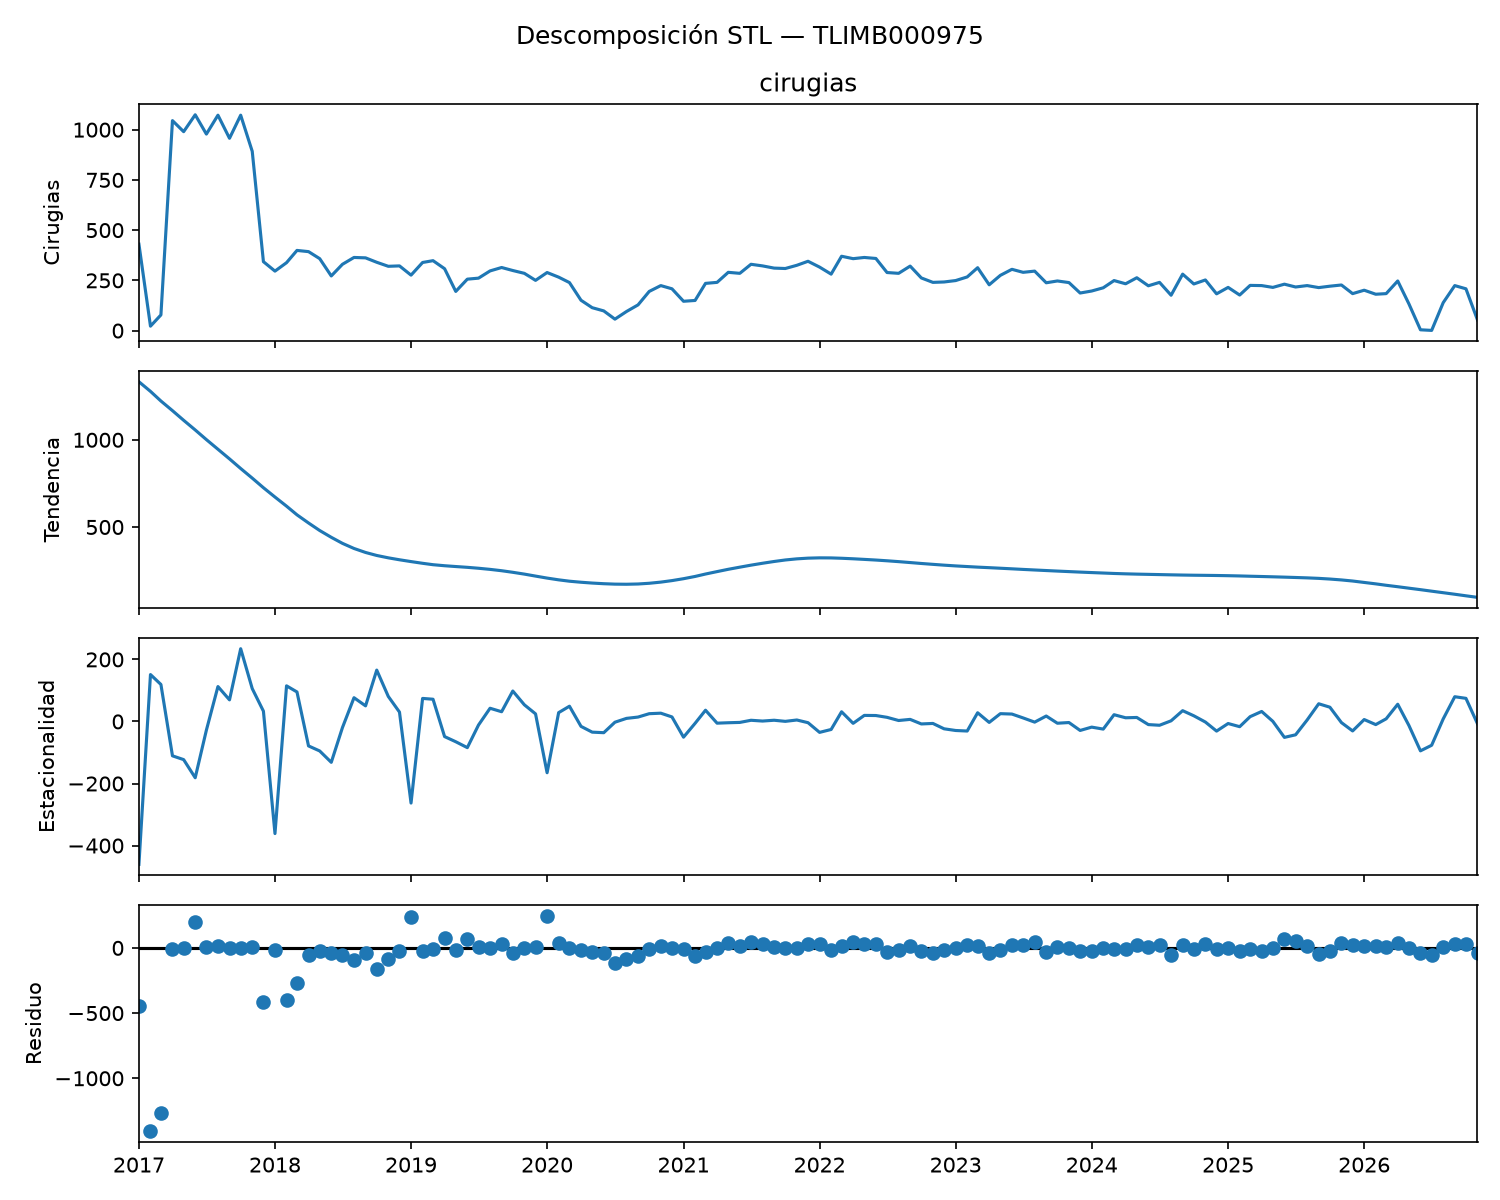 Descomposición STL — TLIMB000975
cirugias
Cirugias
1000
750
500
250
0
Tendencia
1000
500
Estacionalidad
200
0
−200
−400
Residuo
0
−500
−1000
2017 2018 2019 2020 2021 2022 2023 2024 2025 2026